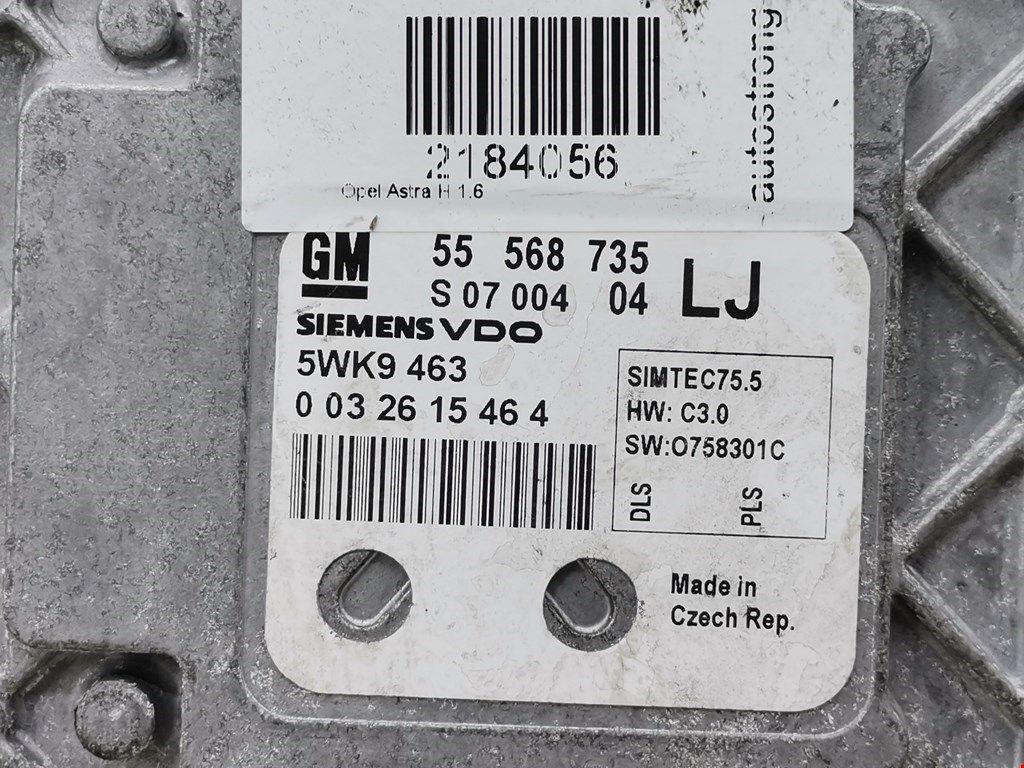 2184056
Opel Astra H 1.6
autostrong
GM
55 568 735
S 07 004 04
LJ
SIEMENS VDO
5WK9 463
0 03 26 15 46 4
SIMTEC75.5
HW: C3.0
SW:O758301C
DLS
PLS
Made in
Czech Rep.